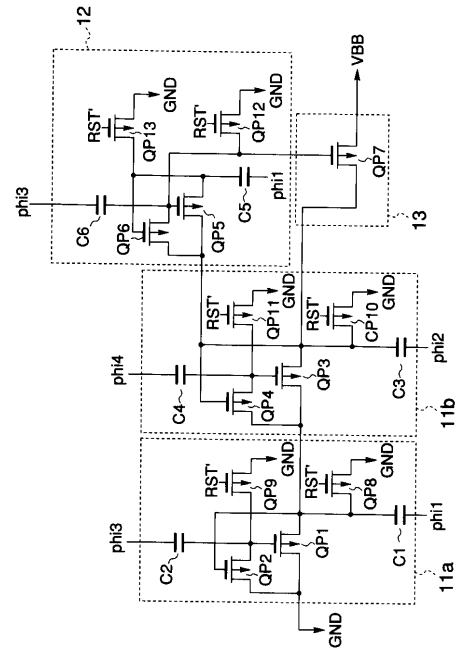 12
phi3
C6
RST'
QP13
GND
RST'
QP12
GND
QP6
QP5
C5
phi1
VBB
QP7
13
phi4
C4
RST'
QP11
GND
QP4
QP3
RST'
CP10
GND
C3
phi2
11b
phi3
C2
RST'
QP9
GND
QP2
QP1
RST'
QP8
GND
C1
phi1
11a
GND